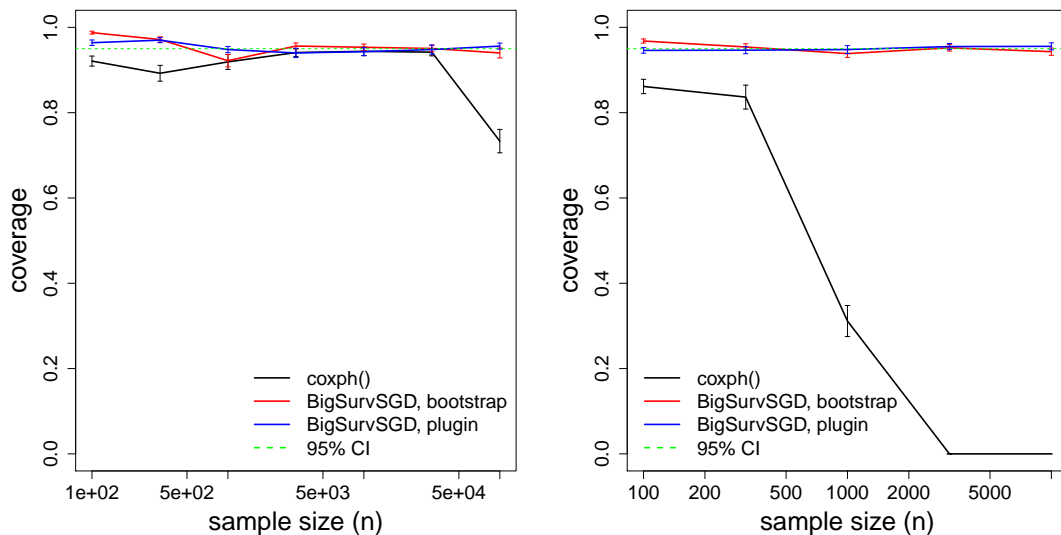 1.0
0.8
0.6
0.4
0.2
0.0
coverage
coxph()
BigSurvSGD, bootstrap
BigSurvSGD, plugin
95% CI
1e+02 5e+02 5e+03 5e+04
sample size (n)
1.0
0.8
0.6
0.4
0.2
0.0
coverage
coxph()
BigSurvSGD, bootstrap
BigSurvSGD, plugin
95% CI
100 200 500 1000 2000 5000
sample size (n)